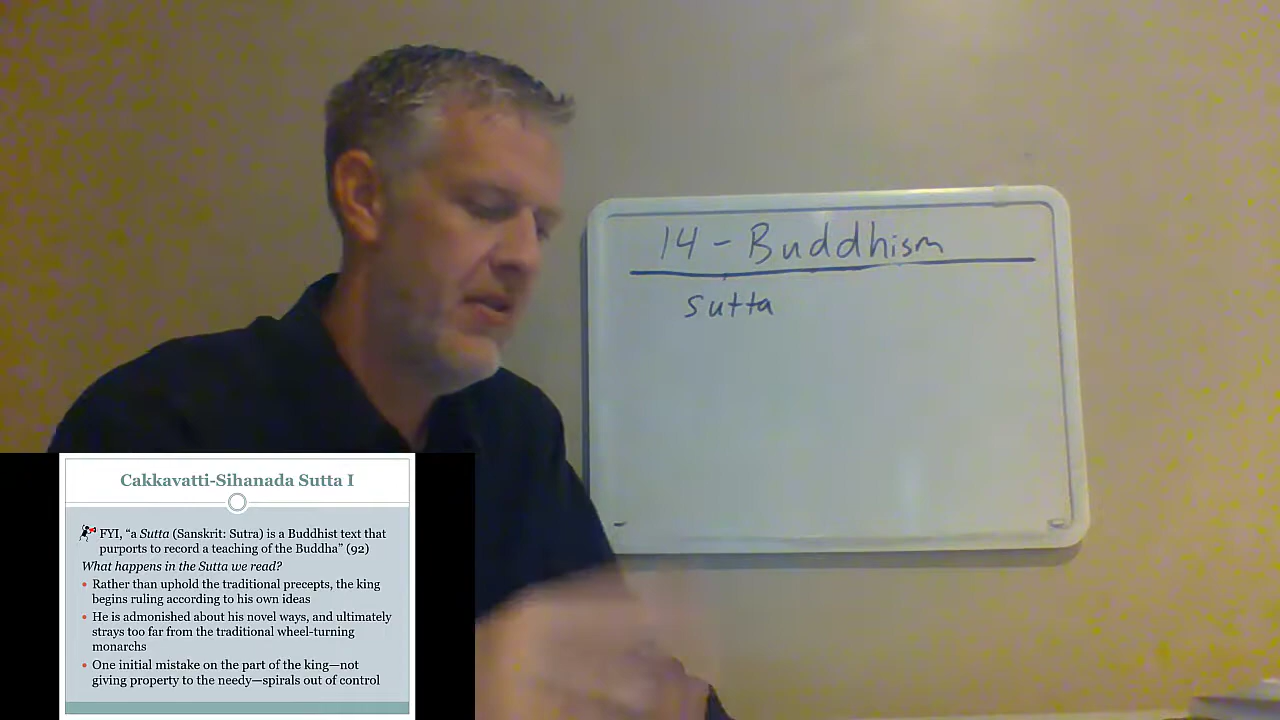 14 - Buddhism
sutta
Cakkavatti-Sihanada Sutta I
FYI, “a Sutta (Sanskrit: Sutra) is a Buddhist text that
purports to record a teaching of the Buddha” (92)
What happens in the Sutta we read?
• Rather than uphold the traditional precepts, the king
begins ruling according to his own ideas
• He is admonished about his novel ways, and ultimately
strays too far from the traditional wheel-turning
monarchs
• One initial mistake on the part of the king—not
giving property to the needy—spirals out of control